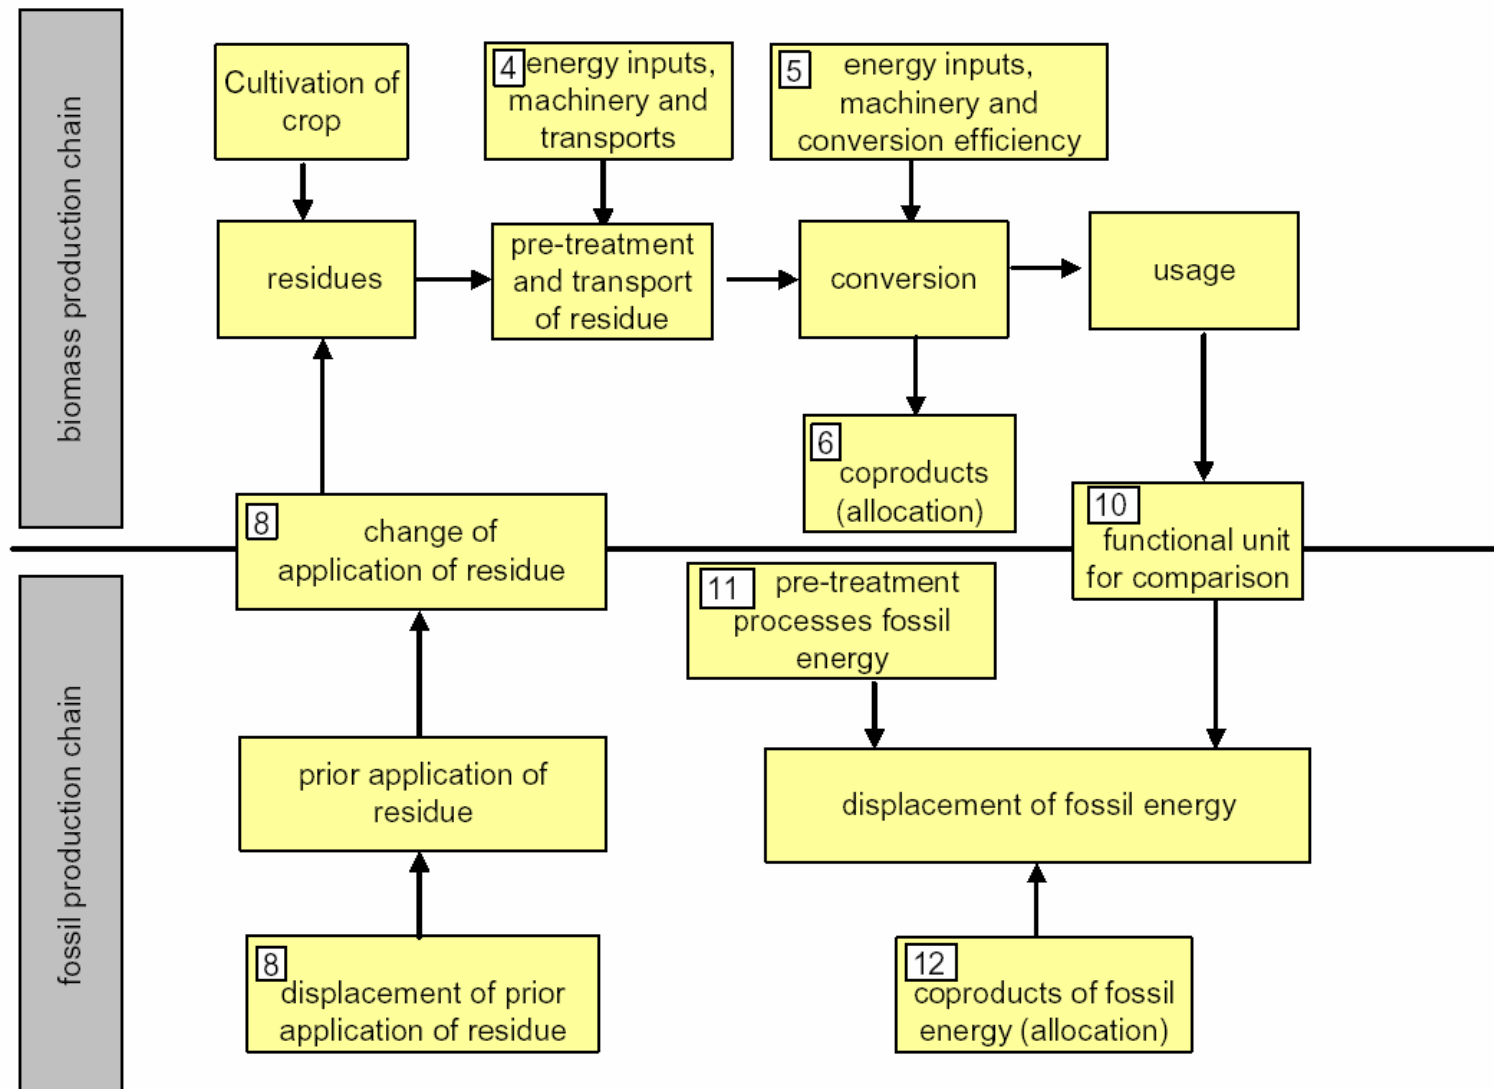 biomass production chain
Cultivation of
crop
4 energy inputs,
machinery and
transports
5 energy inputs,
machinery and
conversion efficiency
residues
pre-treatment
and transport
of residue
conversion
usage
6
coproducts
(allocation)
8
change of
application of residue
10
functional unit
for comparison
fossil production chain
11 pre-treatment
processes fossil
energy
prior application of
residue
displacement of fossil energy
8
displacement of prior
application of residue
12
coproducts of fossil
energy (allocation)